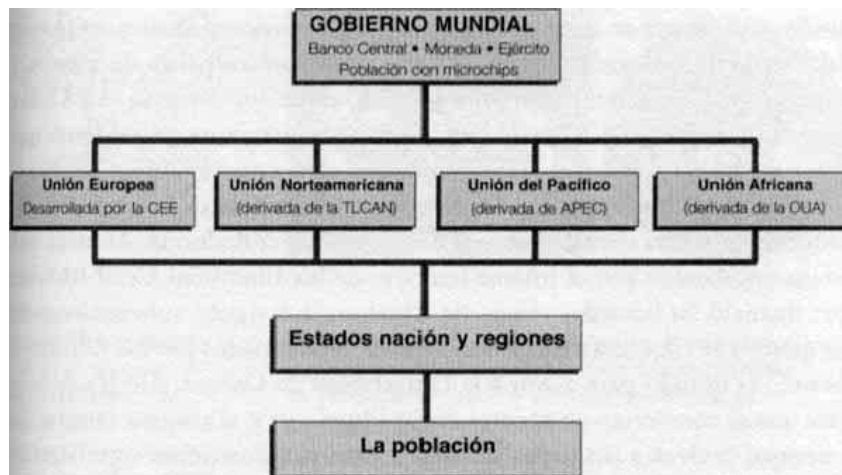 GOBIERNO MUNDIAL
Banco Central • Moneda • Ejército
Población con microchips
Unión Europea
Desarrollada por la CEE
Unión Norteamericana
(derivada de la TLCAN)
Unión del Pacífico
(derivada de APEC)
Unión Africana
(derivada de la OUA)
Estados nación y regiones
La población